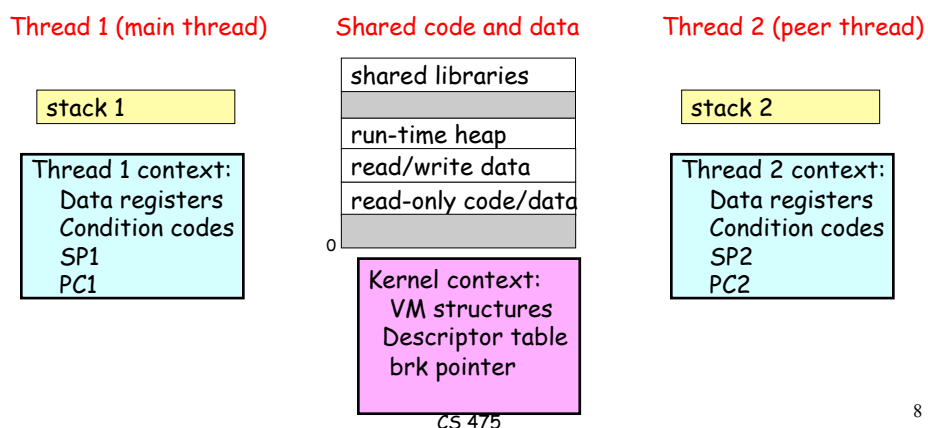 Thread 1 (main thread)
Shared code and data
Thread 2 (peer thread)
stack 1
Thread 1 context:
Data registers
Condition codes
SP1
PC1
shared libraries
run-time heap
read/write data
read-only code/data
0
Kernel context:
VM structures
Descriptor table
brk pointer
stack 2
Thread 2 context:
Data registers
Condition codes
SP2
PC2
CS 475
8